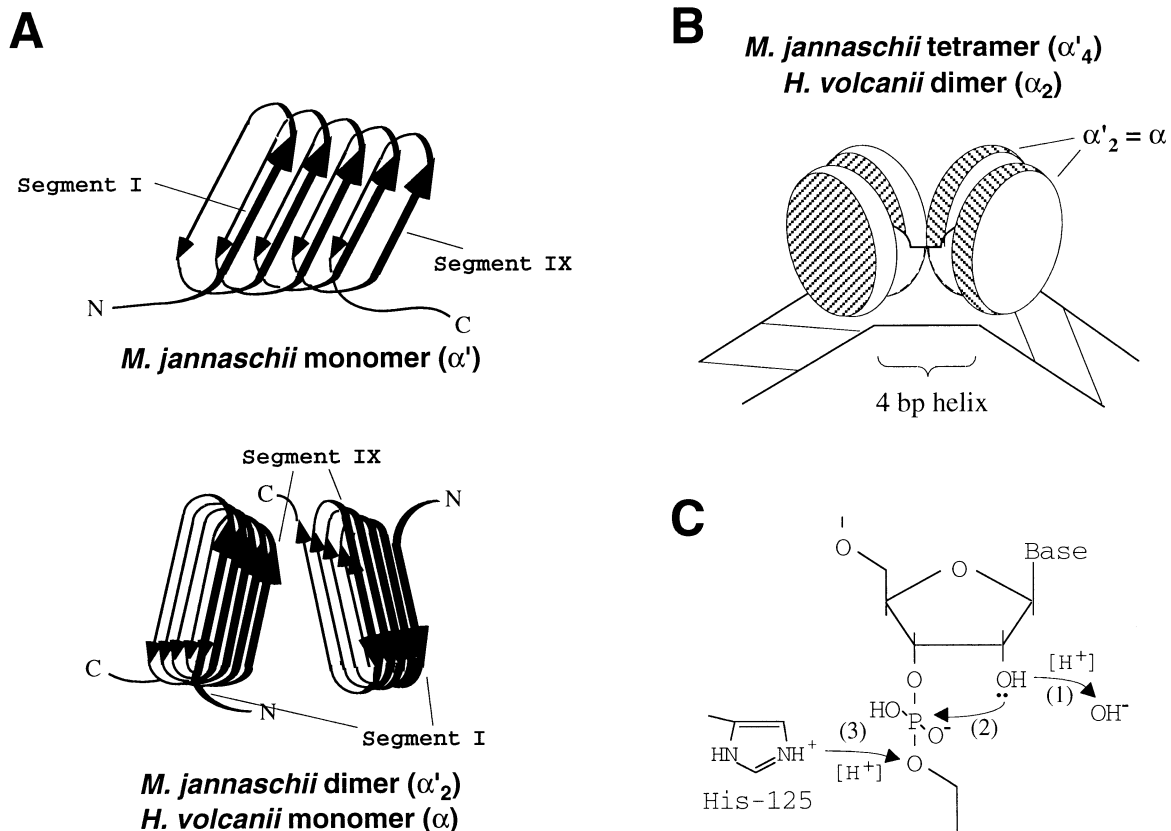 A
Segment I
Segment IX
N
C
M. jannaschii monomer (α')
Segment IX
C
N
C
N
Segment I
M. jannaschii dimer (α'₂)
H. volcanii monomer (α)
B
M. jannaschii tetramer (α'₄)
H. volcanii dimer (α₂)
α'₂ = α
4 bp helix
C
O
Base
O
[H⁺]
O
OH
(1)
HO
P
O⁻
(2)
OH⁻
(3)
HN
NH⁺
[H⁺]
O
His-125